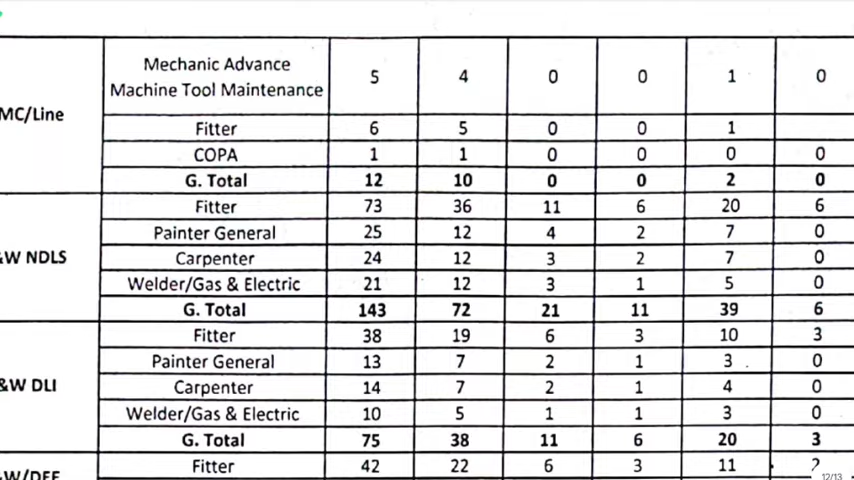 Mechanic Advance
Machine Tool Maintenance 5 4 0 0 1 0
MC/Line
Fitter 6 5 0 0 1
COPA 1 1 0 0 0 0
G. Total 12 10 0 0 2 0
Fitter 73 36 11 6 20 6
Painter General 25 12 4 2 7 0
&W NDLS Carpenter 24 12 3 2 7 0
Welder/Gas & Electric 21 12 3 1 5 0
G. Total 143 72 21 11 39 6
Fitter 38 19 6 3 10 3
Painter General 13 7 2 1 3 0
&W DLI Carpenter 14 7 2 1 4 0
Welder/Gas & Electric 10 5 1 1 3 0
G. Total 75 38 11 6 20 3
Fitter 42 22 6 3 11
12/13